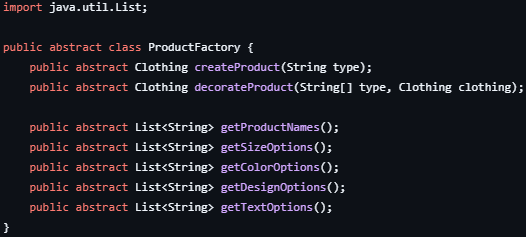 import java.util.List;
public abstract class ProductFactory {
public abstract Clothing createProduct(String type);
public abstract Clothing decorateProduct(String[] type, Clothing clothing);
public abstract List<String> getProductNames();
public abstract List<String> getSizeOptions();
public abstract List<String> getColorOptions();
public abstract List<String> getDesignOptions();
public abstract List<String> getTextOptions();
}